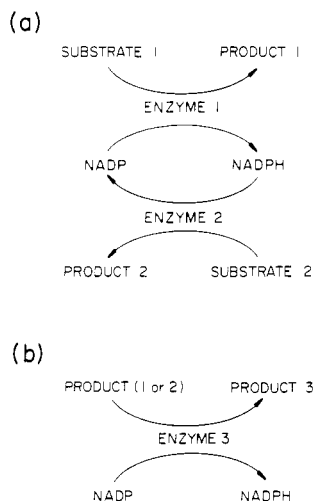 (a)
SUBSTRATE 1 PRODUCT 1
ENZYME 1
NADP NADPH
ENZYME 2
PRODUCT 2 SUBSTRATE 2
(b)
PRODUCT (1 or 2) PRODUCT 3
ENZYME 3
NADP NADPH